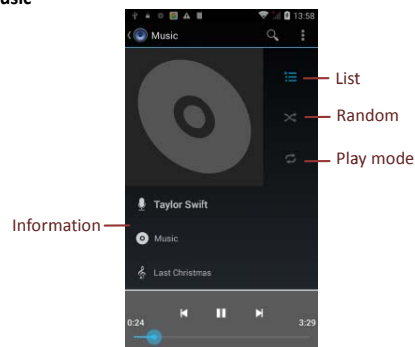 usic
13:58
Music
List
Random
Play mode
Taylor Swift
Information
Music
Last Christmas
0:24
3:29